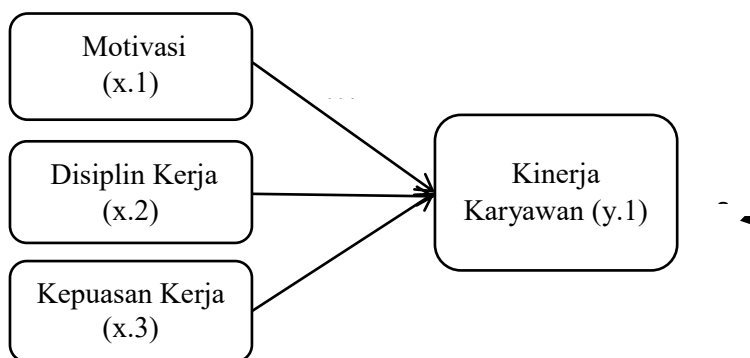 Motivasi
(x.1)
Disiplin Kerja
(x.2)
Kepuasan Kerja
(x.3)
Kinerja
Karyawan (y.1)